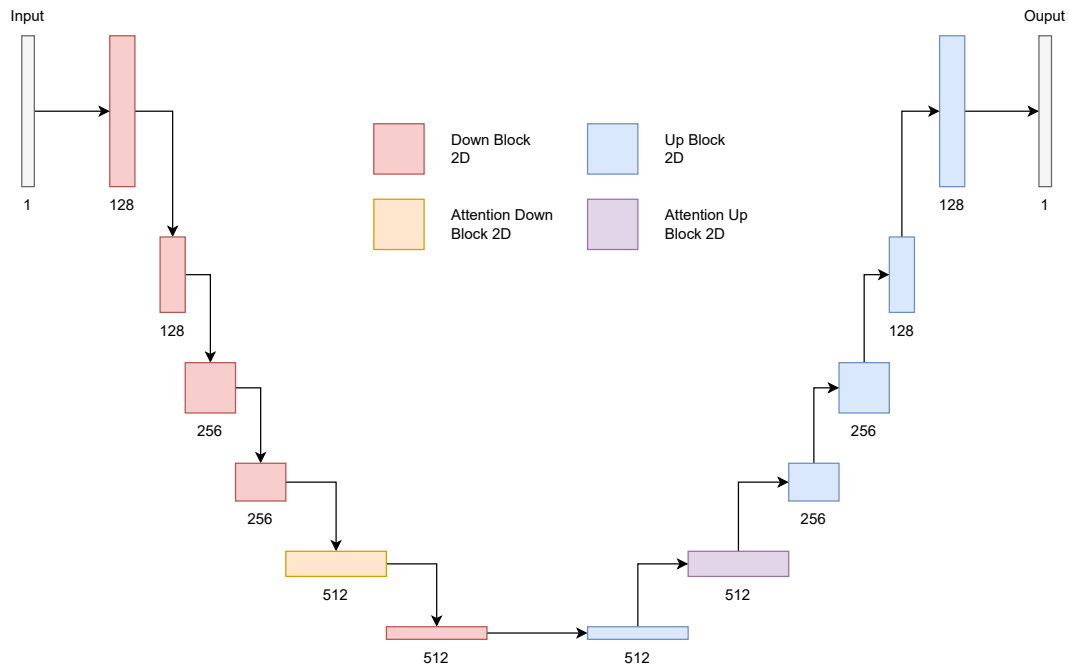 Input
Ouput
Down Block
2D
Up Block
2D
Attention Down
Block 2D
Attention Up
Block 2D
1
128
128
1
128
128
256
256
256
256
512
512
512
512